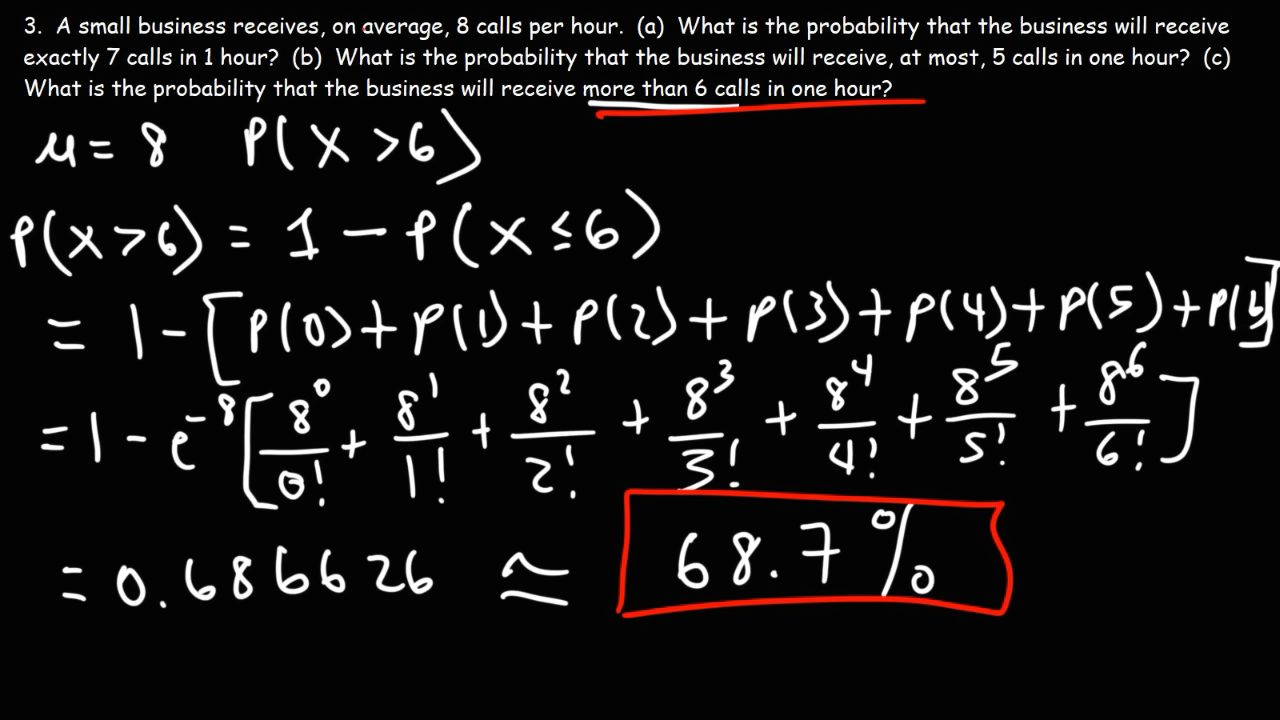 3. A small business receives, on average, 8 calls per hour. (a) What is the probability that the business will receive
exactly 7 calls in 1 hour? (b) What is the probability that the business will receive, at most, 5 calls in one hour? (c)
What is the probability that the business will receive more than 6 calls in one hour?
μ = 8 P(X > 6)
P(X > 6) = 1 - P(X ≤ 6)
= 1 - [P(0) + P(1) + P(2) + P(3) + P(4) + P(5) + P(6]
= 1 - e^-8 [8^0/0! + 8^1/1! + 8^2/2! + 8^3/3! + 8^4/4! + 8^5/5! + 8^6/6!]
= 0.686626 ≃ 68.7%